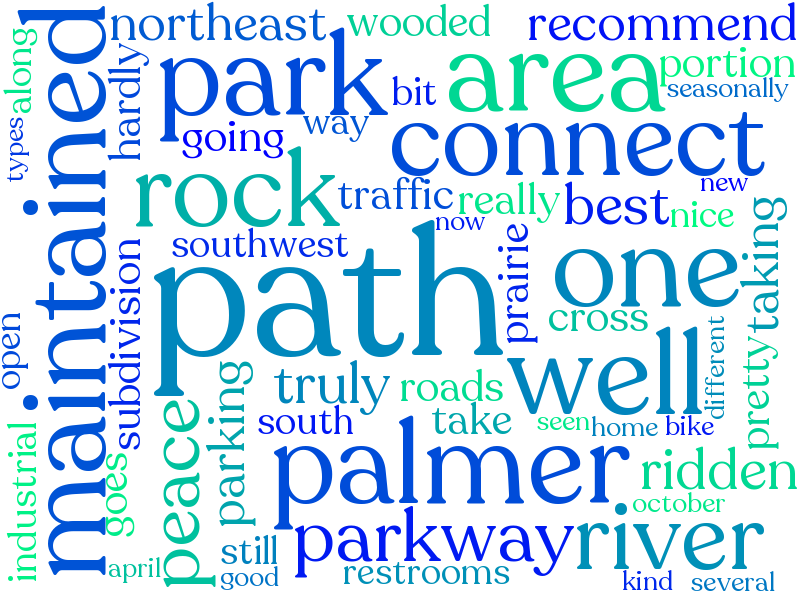 northeast
wooded
recommend
along
maintained
hardly
park
bit
area
portion
seasonally
types
going
way
connect
rock
traffic
really
best
nice
new
now
southwest
path
prairie
one
taking
subdivision
open
cross
well
different
pretty
truly
roads
parking
peace
south
take
seen
home
bike
industrial
goes
palmer
ridden
october
parkway
river
still
april
good
restrooms
kind
several